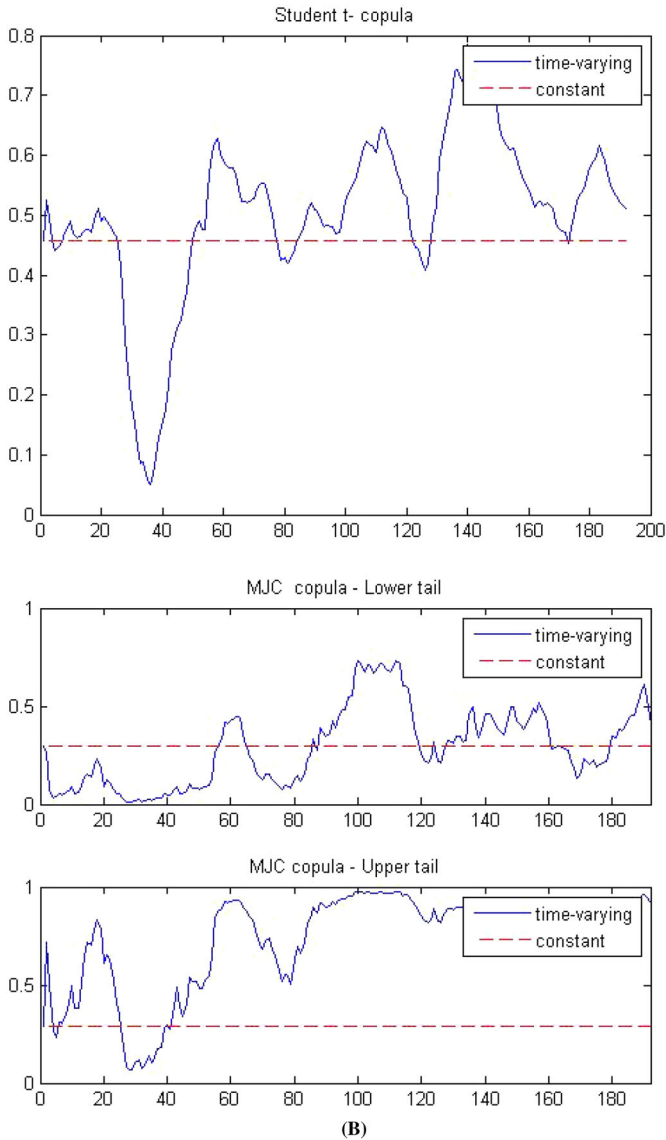 Student t- copula
0.8
0.7
0.6
0.5
0.4
0.3
0.2
0.1
0
time-varying
constant
0 20 40 60 80 100 120 140 160 180 200
MJC copula - Lower tail
1
0.5
0
time-varying
constant
0 20 40 60 80 100 120 140 160 180
MJC copula - Upper tail
1
0.5
0
time-varying
constant
0 20 40 60 80 100 120 140 160 180
(B)